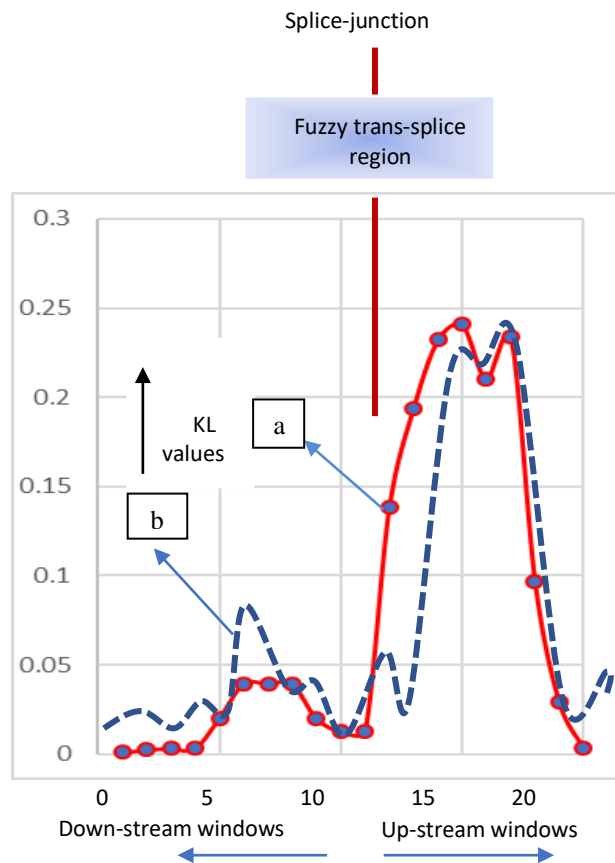 Splice-junction
Fuzzy trans-splice
region
0.3
0.25
0.2
0.15
0.1
0.05
0
KL
values
a
b
0 5 10 15 20
Down-stream windows
Up-stream windows